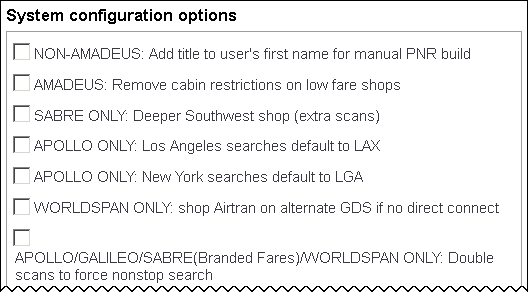 System configuration options
NON-AMADEUS: Add title to user's first name for manual PNR build
AMADEUS: Remove cabin restrictions on low fare shops
SABRE ONLY: Deeper Southwest shop (extra scans)
APOLLO ONLY: Los Angeles searches default to LAX
APOLLO ONLY: New York searches default to LGA
WORLDSPAN ONLY: shop Airtran on alternate GDS if no direct connect
APOLLO/GALILEO/SABRE(Branded Fares)/WORLDSPAN ONLY: Double
scans to force nonstop search